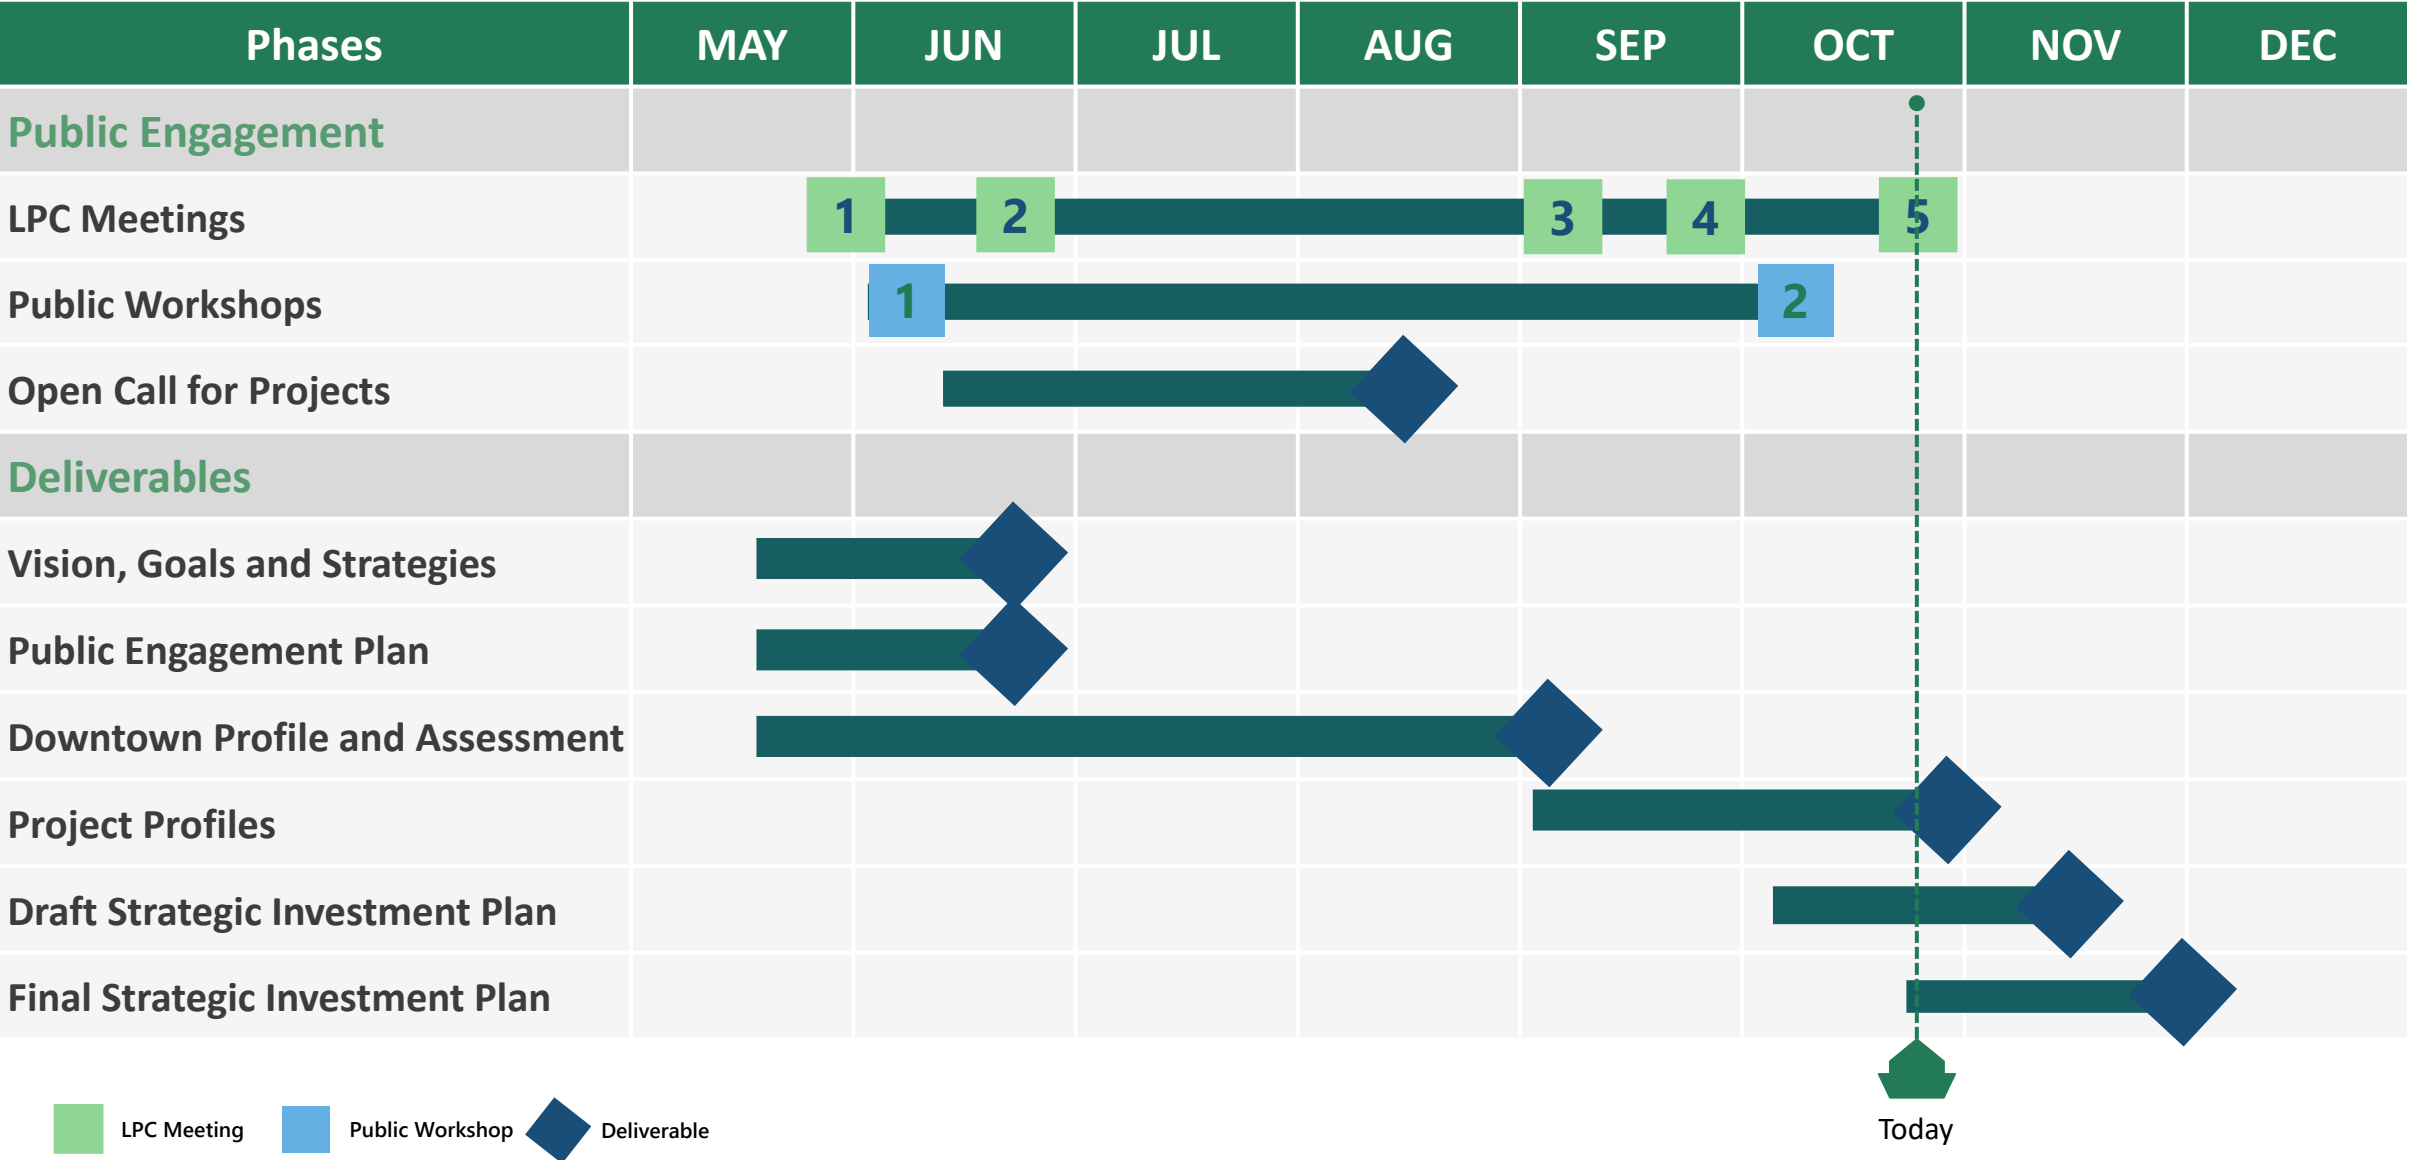 Phases MAY JUN JUL AUG SEP OCT NOV DEC
Public Engagement
LPC Meetings 1 2 3 4 5
Public Workshops 1 2
Open Call for Projects
Deliverables
Vision, Goals and Strategies
Public Engagement Plan
Downtown Profile and Assessment
Project Profiles
Draft Strategic Investment Plan
Final Strategic Investment Plan
LPC Meeting Public Workshop Deliverable Today